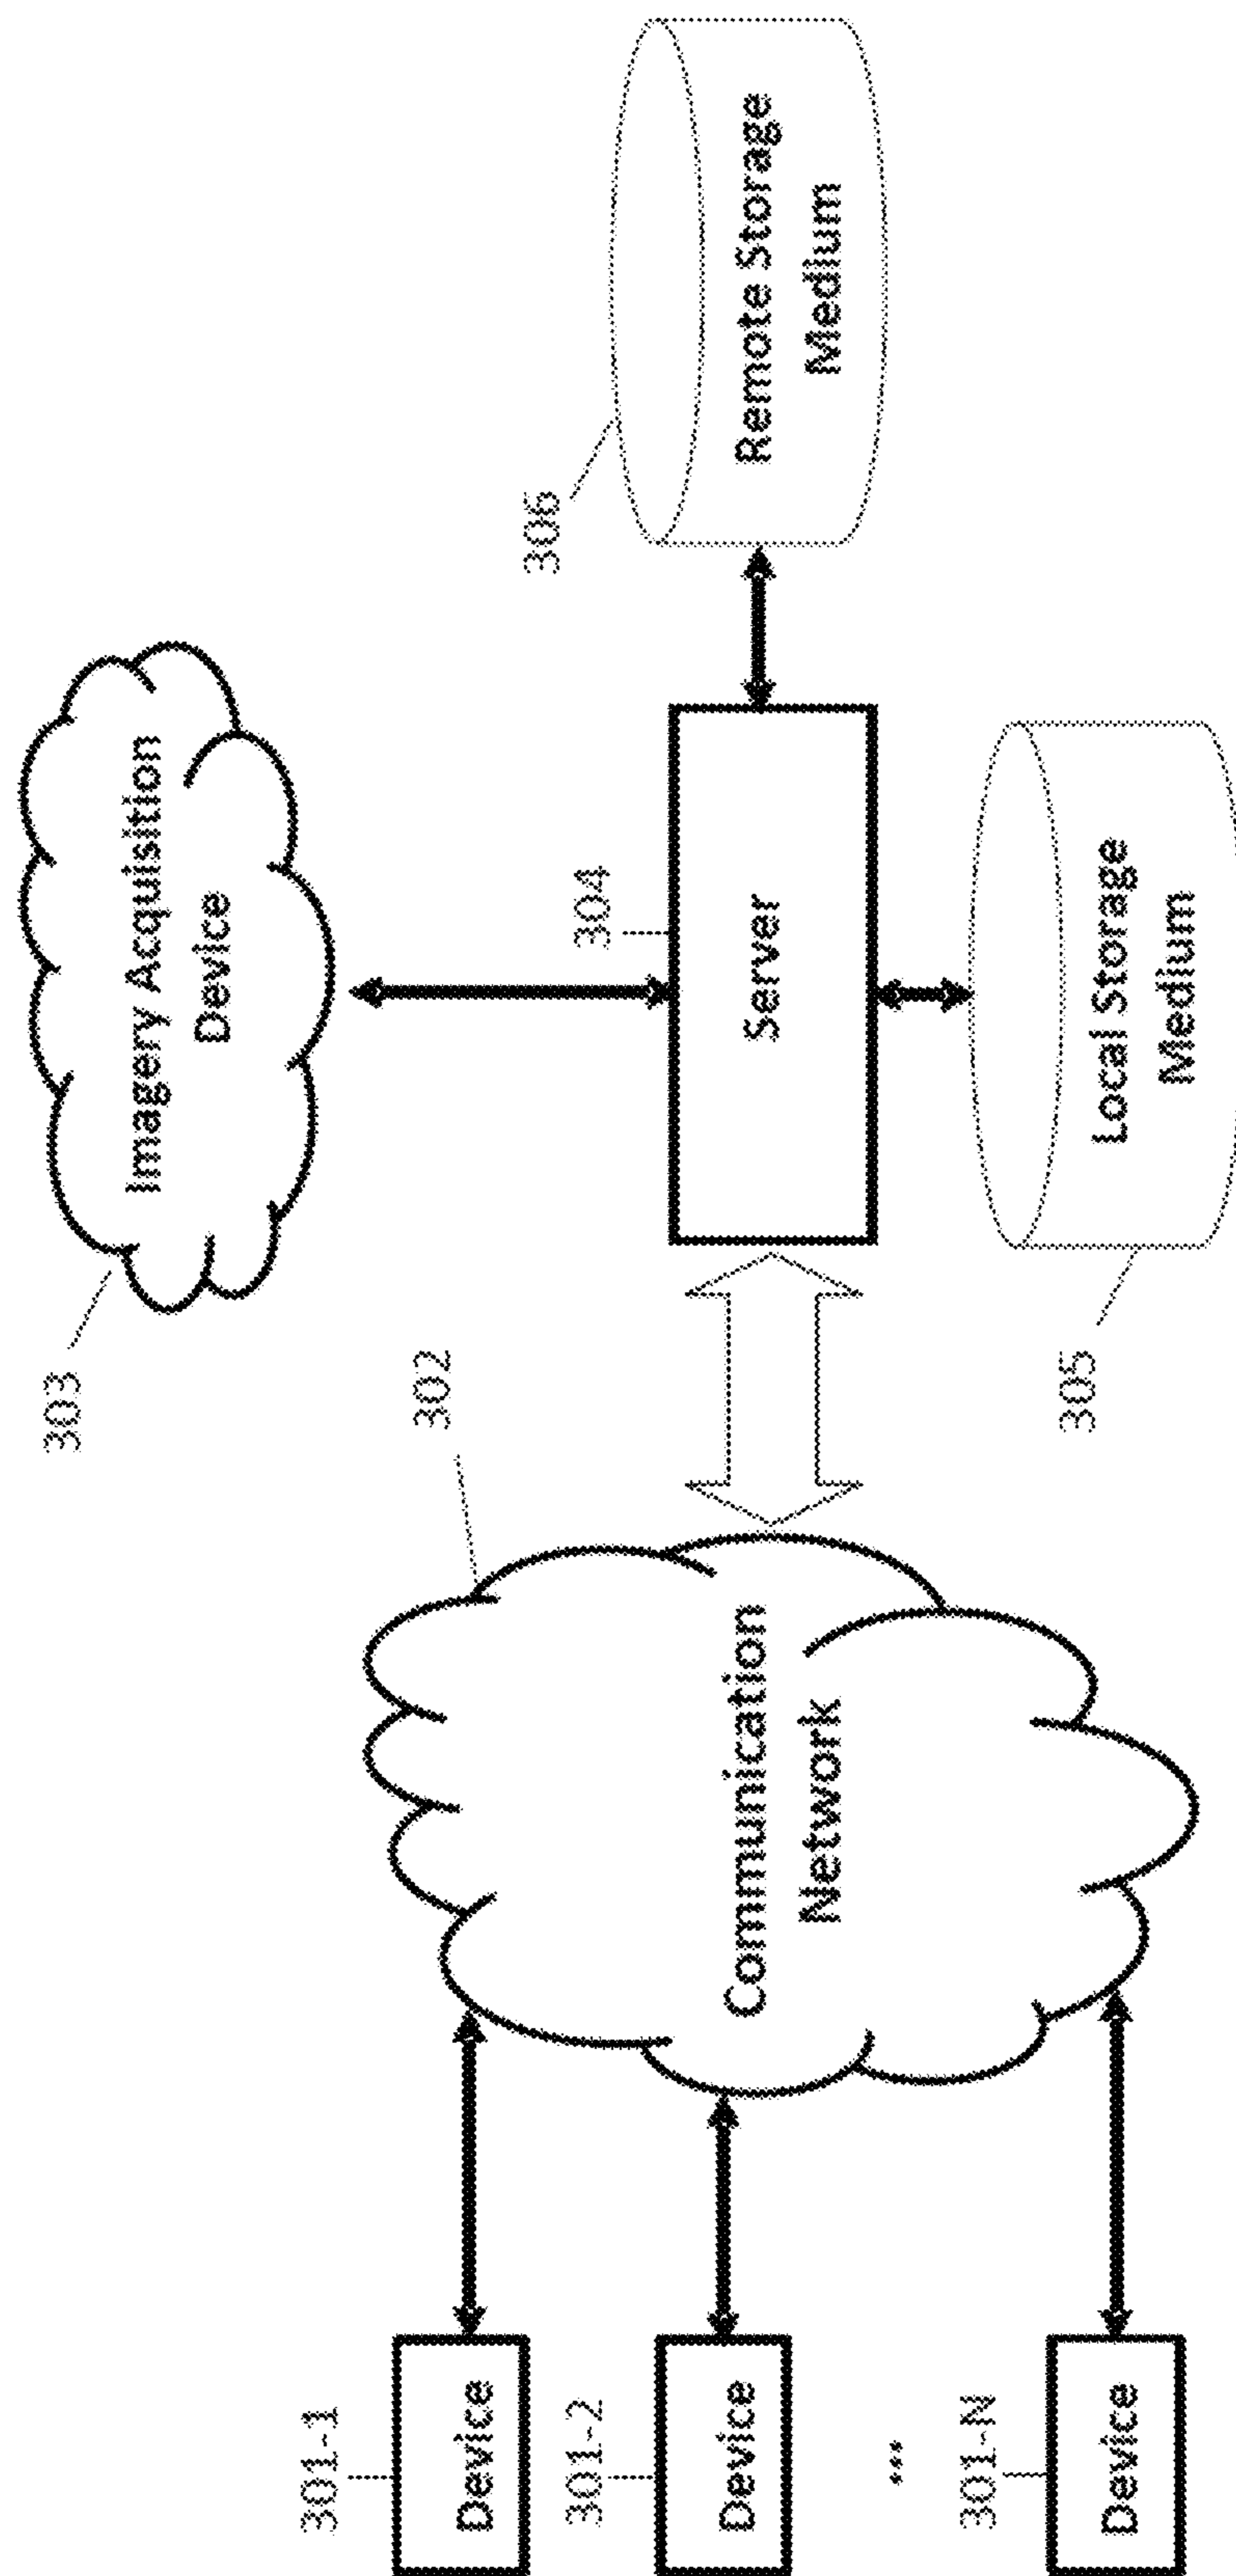 303
Imagery Acquisition
Device
302
304
306
301-1
Device
301-2
Device
...
301-N
Device
Communication
Network
Server
Remote Storage
Medium
305
Local Storage
Medium